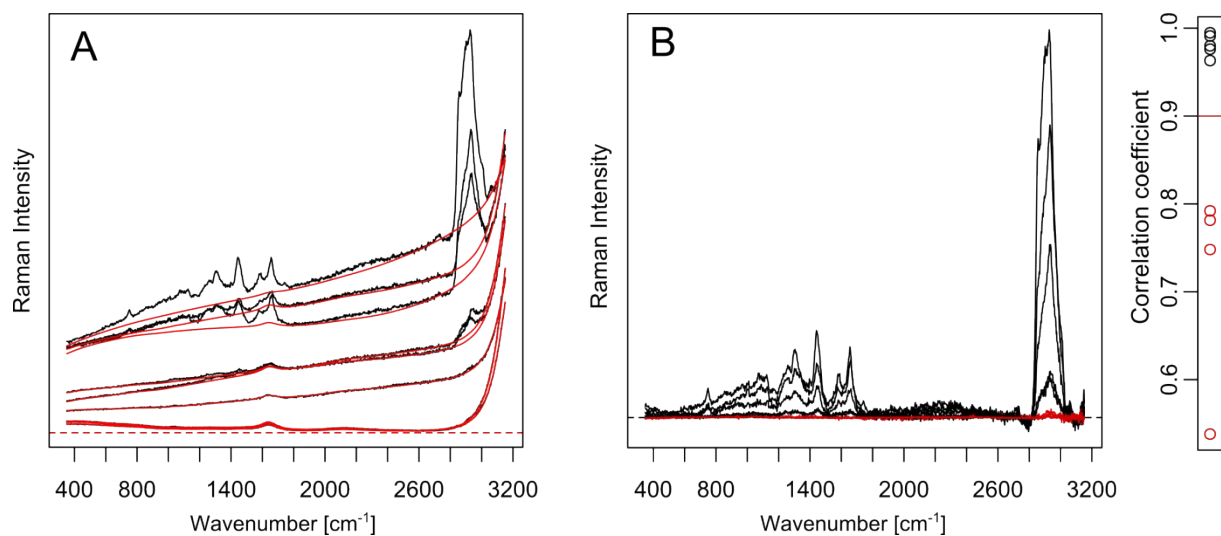 A
Raman Intensity
400 800 1400 2000 2600 3200
Wavenumber [cm⁻¹]
B
Raman Intensity
400 800 1400 2000 2600 3200
Wavenumber [cm⁻¹]
Correlation coefficient
1.0
0.9
0.8
0.7
0.6